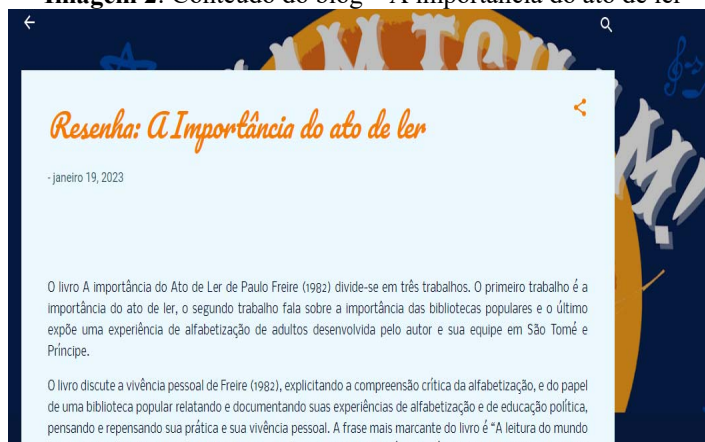 Imagem 2: Conteúdo do blog – A importância do ato de ler
Resenha: A Importância do ato de ler
- janeiro 19, 2023
O livro A importância do Ato de Ler de Paulo Freire (1982) divide-se em três trabalhos. O primeiro trabalho é a
importância do ato de ler, o segundo trabalho fala sobre a importância das bibliotecas populares e o último
expõe uma experiência de alfabetização de adultos desenvolvida pelo autor e sua equipe em São Tomé e
Príncipe.
O livro discute a vivência pessoal de Freire (1982), explicitando a compreensão crítica da alfabetização, e do papel
de uma biblioteca popular relatando e documentando suas experiências de alfabetização e de educação política,
pensando e repensando sua prática e sua vivência pessoal. A frase mais marcante do livro é “A leitura do mundo